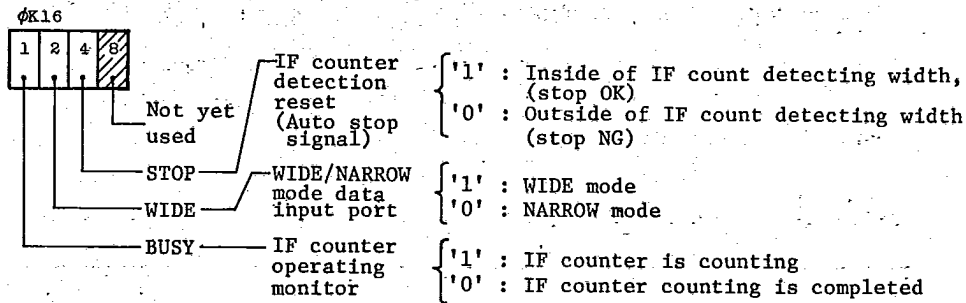 φK16
1 2 4 8
Not yet
used
STOP
WIDE
BUSY
IF counter
detection
reset
(Auto stop
signal)
'1' : Inside of IF count detecting width,
(stop OK)
'0' : Outside of IF count detecting width
(stop NG)
WIDE/NARROW
mode data
input port
'1' : WIDE mode
'0' : NARROW mode
IF counter
operating
monitor
'1' : IF counter is counting
'0' : IF counter counting is completed